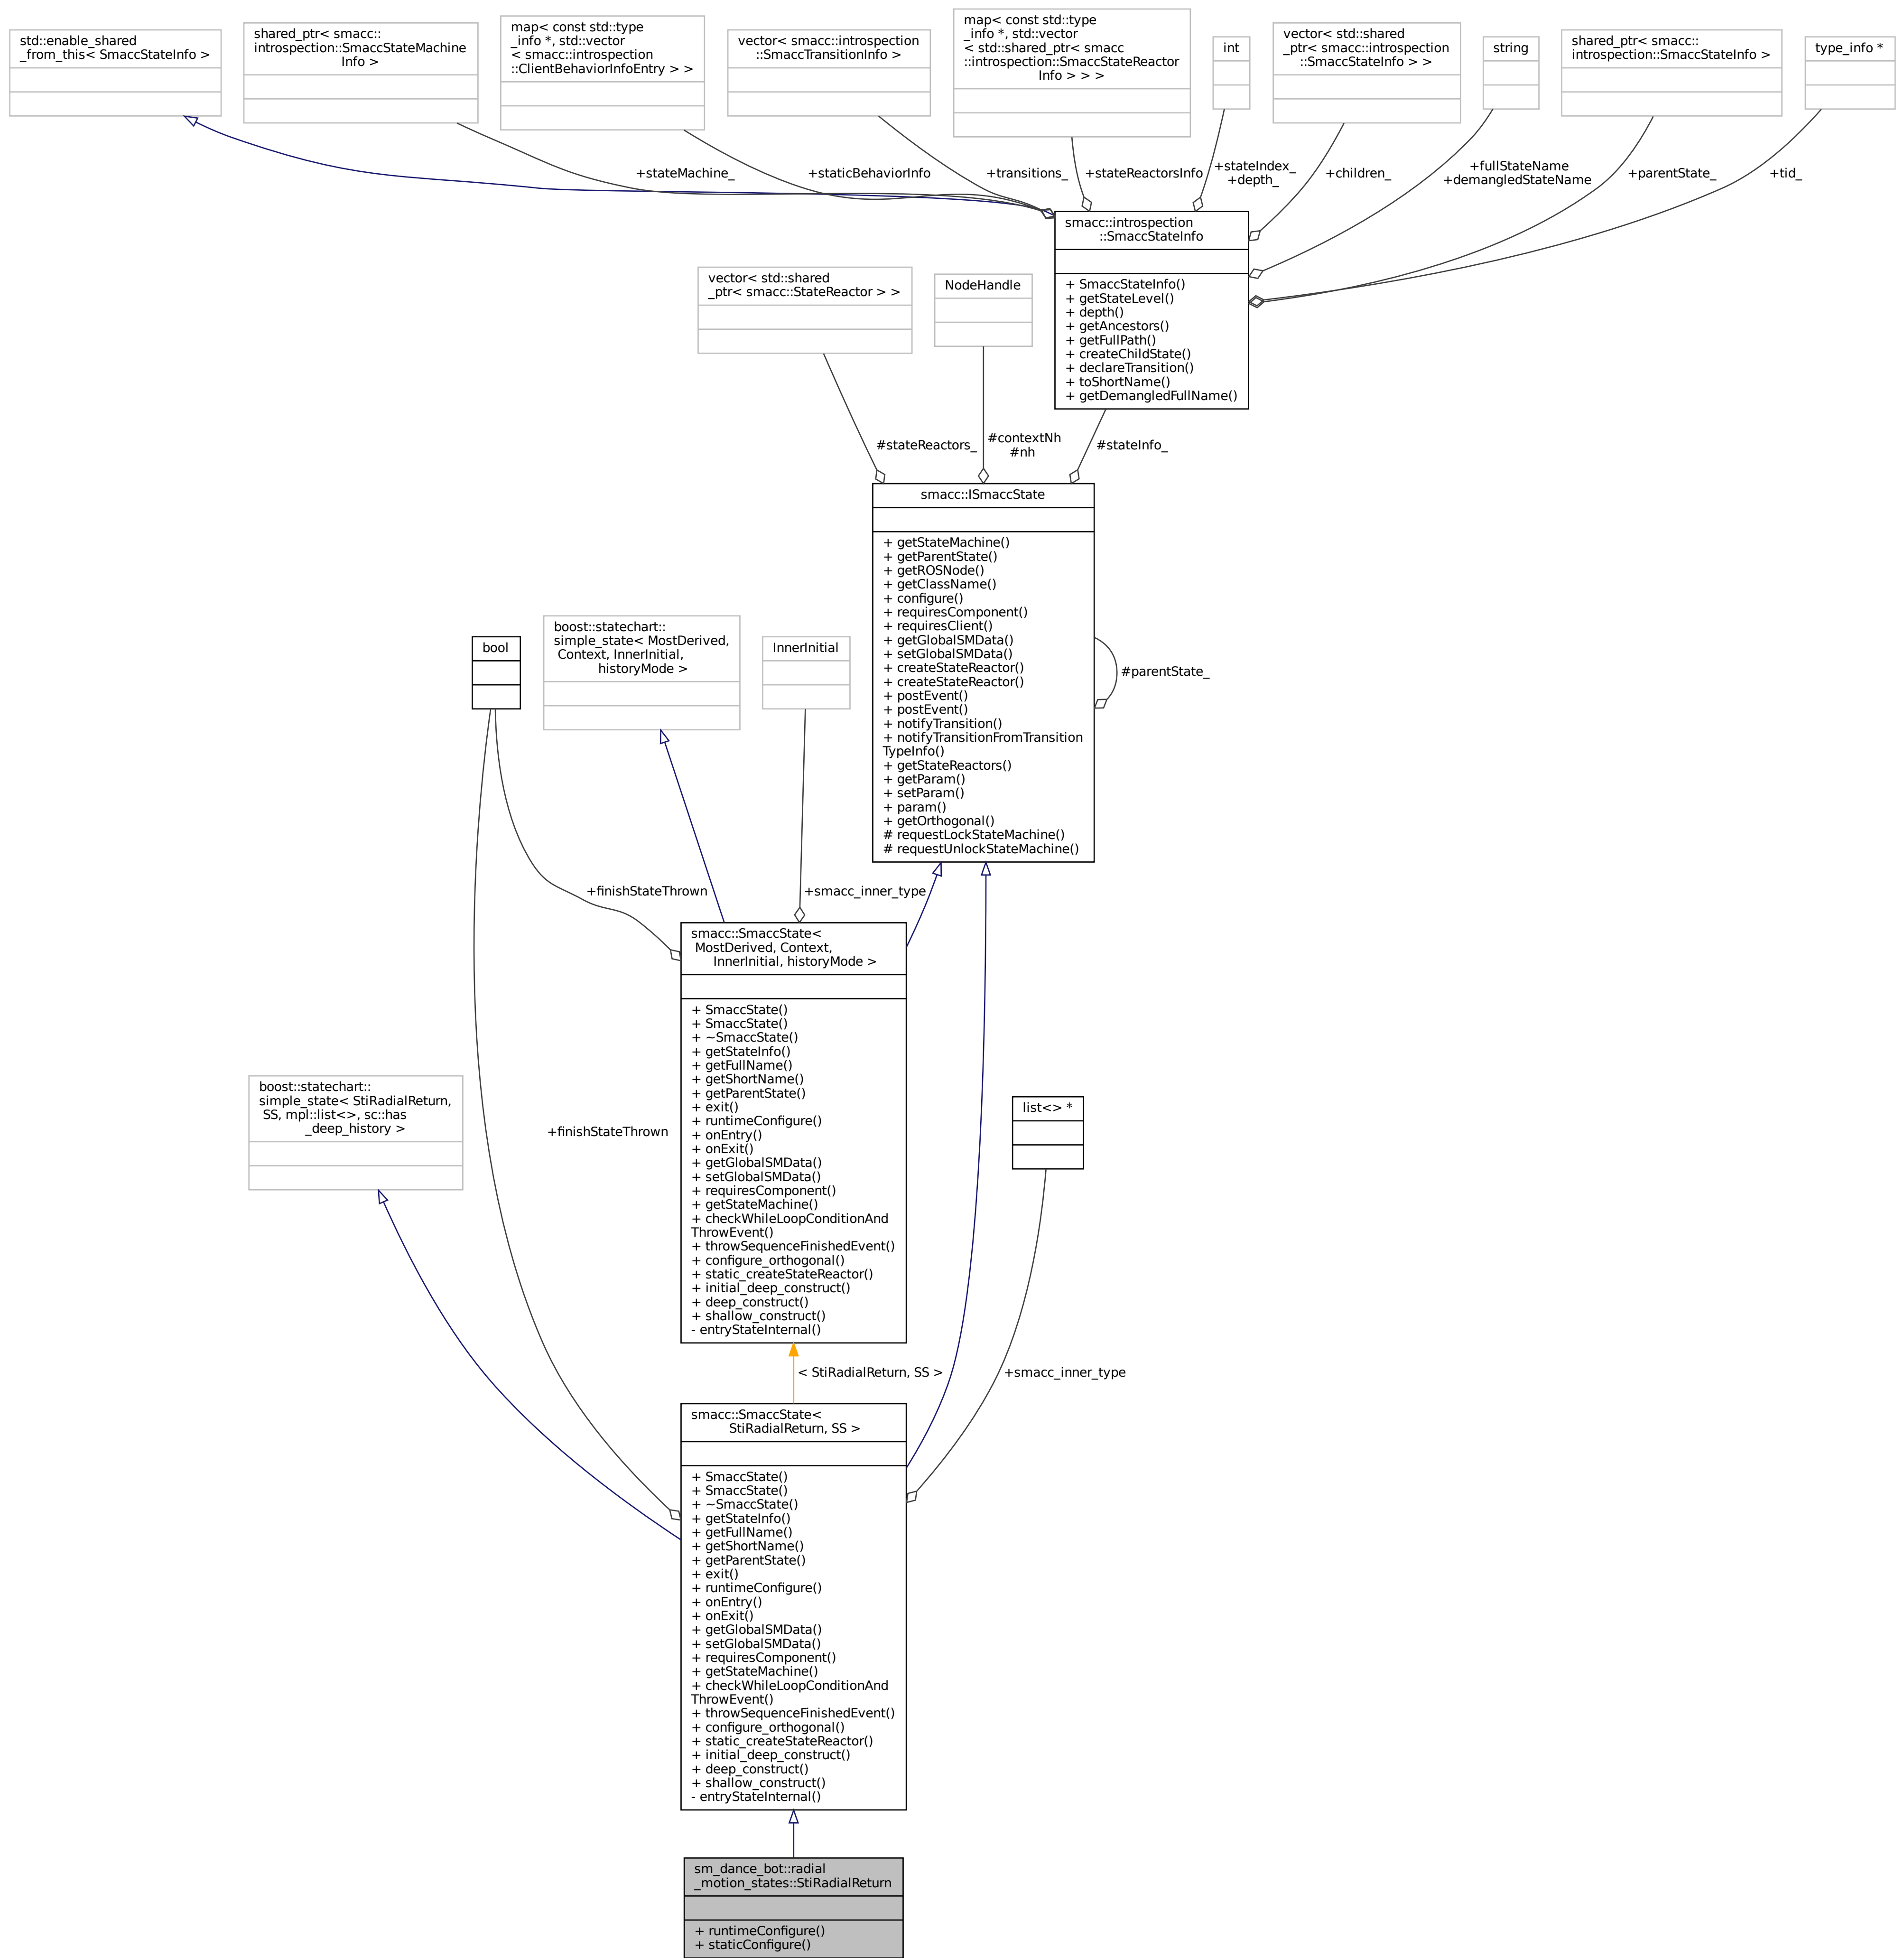 std::enable_shared
_from_this< SmaccStateInfo >
shared_ptr< smacc::
introspection::SmaccStateMachine
Info >
map< const std::type
_info *, std::vector
< smacc::introspection
::ClientBehaviorInfoEntry > >
vector< smacc::introspection
::SmaccTransitionInfo >
map< const std::type
_info *, std::vector
< std::shared_ptr< smacc
::introspection::SmaccStateReactor
Info > > >
int
vector< std::shared
_ptr< smacc::introspection
::SmaccStateInfo > >
string
shared_ptr< smacc::
introspection::SmaccStateInfo >
type_info *
+stateMachine_
+staticBehaviorInfo
+transitions_
+stateReactorsInfo
+stateIndex_
+depth_
+children_
+fullStateName
+demangledStateName
+parentState_
+tid_
smacc::introspection
::SmaccStateInfo
+ SmaccStateInfo()
+ getStateLevel()
+ depth()
+ getAncestors()
+ getFullPath()
+ createChildState()
+ declareTransition()
+ toShortName()
+ getDemangledFullName()
vector< std::shared
_ptr< smacc::StateReactor > >
NodeHandle
#stateReactors_
#contextNh
#nh
#stateInfo_
smacc::ISmaccState
+ getStateMachine()
+ getParentState()
+ getROSNode()
+ getClassName()
+ configure()
+ requiresComponent()
+ requiresClient()
+ getGlobalSMData()
+ setGlobalSMData()
+ createStateReactor()
+ createStateReactor()
+ postEvent()
+ postEvent()
+ notifyTransition()
+ notifyTransitionFromTransition
TypeInfo()
+ getStateReactors()
+ getParam()
+ setParam()
+ param()
+ getOrthogonal()
# requestLockStateMachine()
# requestUnlockStateMachine()
#parentState_
bool
boost::statechart::
simple_state< MostDerived,
Context, InnerInitial,
historyMode >
InnerInitial
+finishStateThrown
+smacc_inner_type
smacc::SmaccState<
MostDerived, Context,
InnerInitial, historyMode >
+ SmaccState()
+ SmaccState()
+ ~SmaccState()
+ getStateInfo()
+ getFullName()
+ getShortName()
+ getParentState()
+ exit()
+ runtimeConfigure()
+ onEntry()
+ onExit()
+ getGlobalSMData()
+ setGlobalSMData()
+ requiresComponent()
+ getStateMachine()
+ checkWhileLoopConditionAnd
ThrowEvent()
+ throwSequenceFinishedEvent()
+ configure_orthogonal()
+ static_createStateReactor()
+ initial_deep_construct()
+ deep_construct()
+ shallow_construct()
- entryStateInternal()
boost::statechart::
simple_state< StiRadialReturn,
SS, mpl::list<>, sc::has
_deep_history >
+finishStateThrown
list<> *
< StiRadialReturn, SS >
+smacc_inner_type
smacc::SmaccState<
StiRadialReturn, SS >
+ SmaccState()
+ SmaccState()
+ ~SmaccState()
+ getStateInfo()
+ getFullName()
+ getShortName()
+ getParentState()
+ exit()
+ runtimeConfigure()
+ onEntry()
+ onExit()
+ getGlobalSMData()
+ setGlobalSMData()
+ requiresComponent()
+ getStateMachine()
+ checkWhileLoopConditionAnd
ThrowEvent()
+ throwSequenceFinishedEvent()
+ configure_orthogonal()
+ static_createStateReactor()
+ initial_deep_construct()
+ deep_construct()
+ shallow_construct()
- entryStateInternal()
sm_dance_bot::radial
_motion_states::StiRadialReturn
+ runtimeConfigure()
+ staticConfigure()